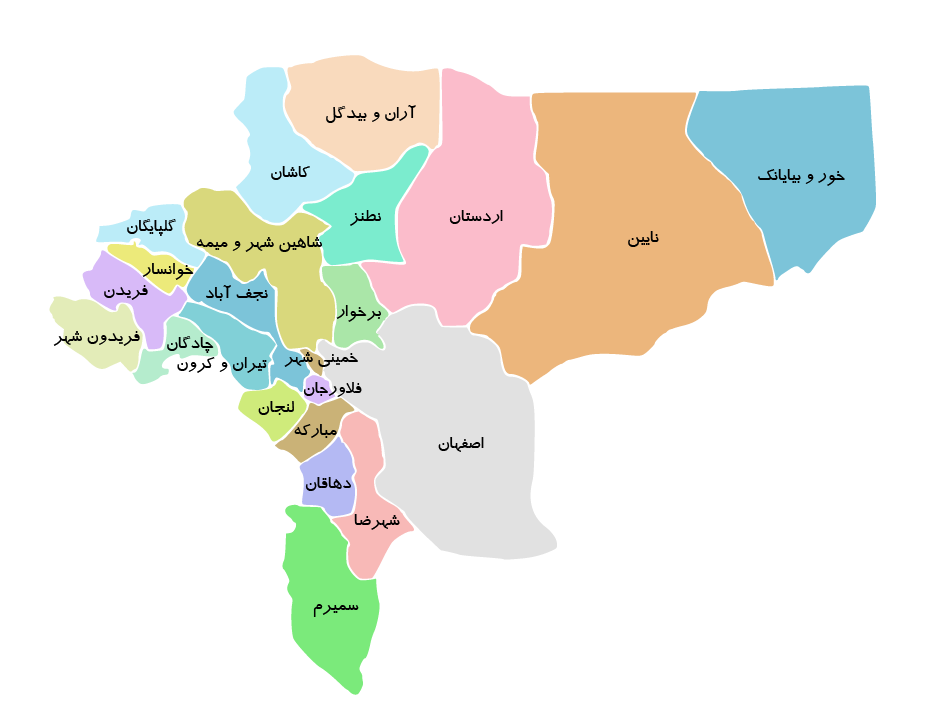 آران و بیدگل
کاشان
خور و بیابانک
نطنز
اردستان
گلپایگان
نایین
شاهین شهر و میمه
خوانسار
فریدن
نجف آباد
برخوار
فریدون شهر
چادگان
خمینی شهر
تیران و کرون
فلاورجان
لنجان
مبارکه
اصفهان
دهاقان
شهرضا
سمیرم